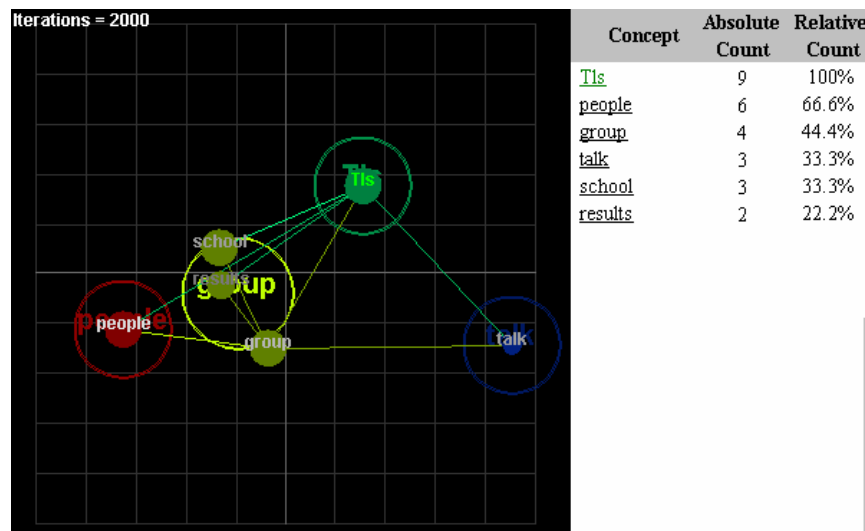 Iterations = 2000
Tls
Tls
school
results
group
people
people
group
talk
talk
Concept Absolute Count Relative Count
Tls 9 100%
people 6 66.6%
group 4 44.4%
talk 3 33.3%
school 3 33.3%
results 2 22.2%